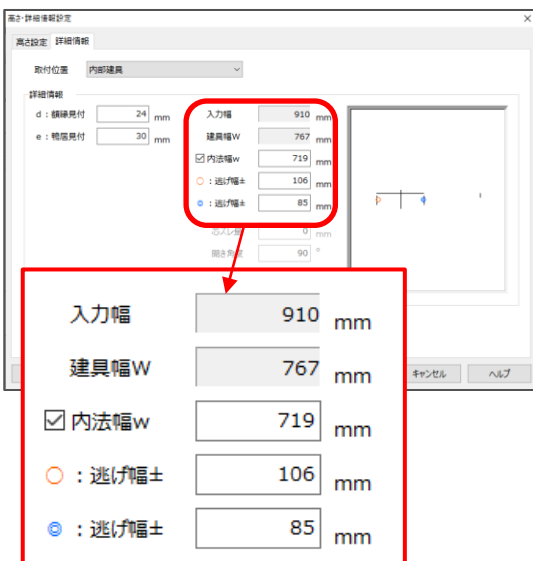 高さ・詳細情報設定
高さ設定 詳細情報
取付位置 内部建具
詳細情報
d：額縁見付 24 mm
e：鴨居見付 30 mm
入力幅 910 mm
建具幅W 767 mm
内法幅w 719 mm
○：逃げ幅± 106 mm
◎：逃げ幅± 85 mm
0 mm
開き角度 90 °
キャンセル ヘルプ
入力幅 910 mm
建具幅W 767 mm
内法幅w 719 mm
○：逃げ幅± 106 mm
◎：逃げ幅± 85 mm